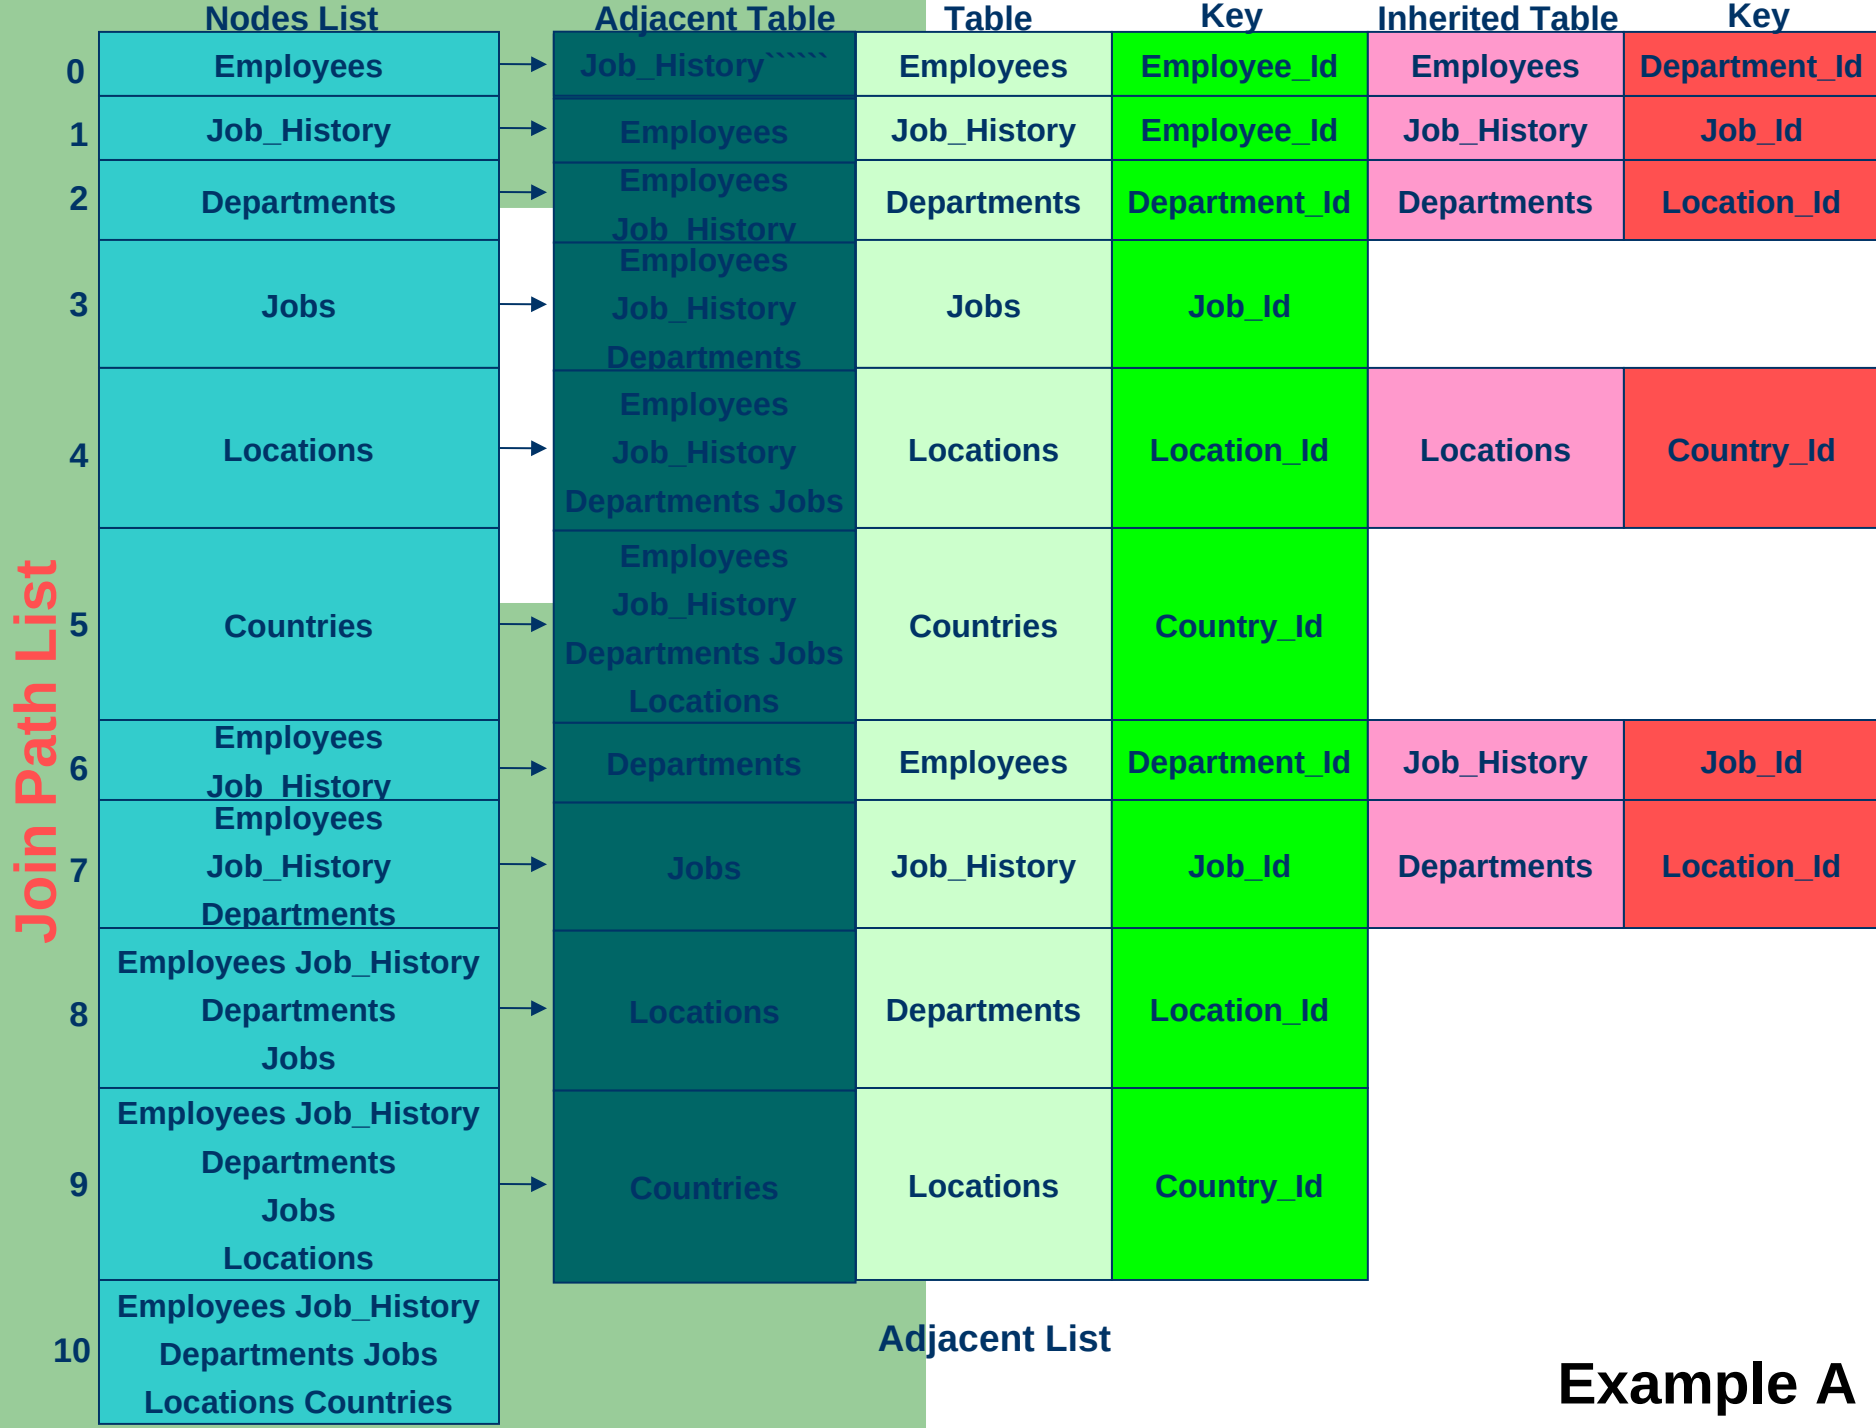 Nodes List Adjacent Table Table Key Inherited Table Key
0 Employees Job_History`````` Employees Employee_Id Employees Department_Id
1 Job_History Employees Job_History Employee_Id Job_History Job_Id
2 Departments Employees
Job_History Departments Department_Id Departments Location_Id
3 Jobs Employees
Job_History
Departments Jobs Job_Id
4 Locations Employees
Job_History
Departments Jobs Locations Location_Id Locations Country_Id
5 Countries Employees
Job_History
Departments Jobs
Locations Countries Country_Id
6 Employees
Job_History Departments Employees Department_Id Job_History Job_Id
7 Employees
Job_History
Departments Jobs Job_History Job_Id Departments Location_Id
8 Employees Job_History
Departments
Jobs Locations Departments Location_Id
9 Employees Job_History
Departments
Jobs
Locations Countries Locations Country_Id
10 Employees Job_History
Departments Jobs
Locations Countries
Join Path List
Adjacent List
Example A